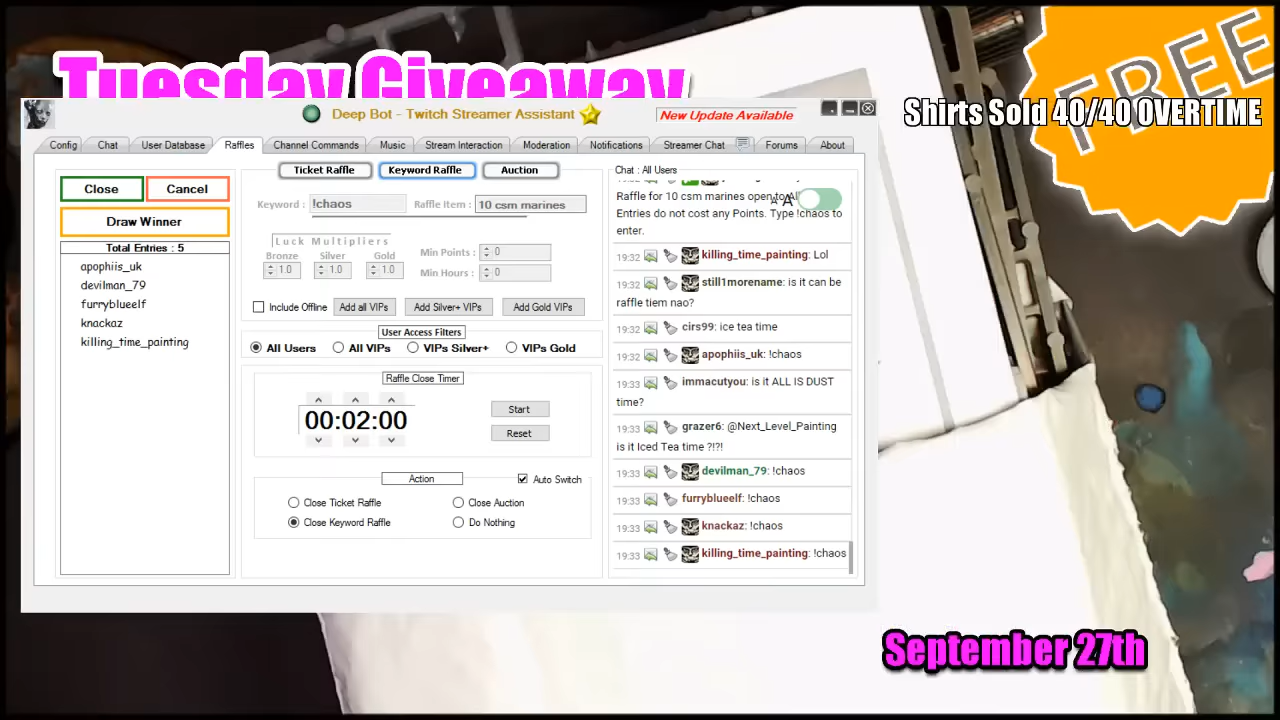 Tuesday Giveaway
FREE
Shirts Sold 40/40 OVERTIME
Deep Bot - Twitch Streamer Assistant
New Update Available
Config Chat User Database Raffles Channel Commands Music Stream Interaction Moderation Notifications Streamer Chat Forums About
Close Cancel
Draw Winner
Total Entries : 5
apophiis_uk
devilman_79
furryblueelf
knackaz
killing_time_painting
Ticket Raffle Keyword Raffle Auction
Keyword : !chaos Raffle Item : 10 csm marines
Luck Multipliers
Bronze Silver Gold
1.0 1.0 1.0
Min Points : 0
Min Hours : 0
Include Offline Add all VIPs Add Silver+ VIPs Add Gold VIPs
User Access Filters
All Users All VIPs VIPs Silver+ VIPs Gold
Raffle Close Timer
00:02:00
Start
Reset
Action
Auto Switch
Close Ticket Raffle Close Auction
Close Keyword Raffle Do Nothing
Chat : All Users
Raffle for 10 csm marines open to
Entries do not cost any Points. Type !chaos to
enter.
19:32 killing_time_painting: Lol
19:32 still1morename: is it can be
raffle tiem nao?
19:32 cirs99: ice tea time
19:32 apophiis_uk: !chaos
19:33 immacutyou: is it ALL IS DUST
time?
19:33 grazer6: @Next_Level_Painting
is it Iced Tea time ?!?!
19:33 devilman_79: !chaos
19:33 furryblueelf: !chaos
19:33 knackaz: !chaos
19:33 killing_time_painting: !chaos
September 27th